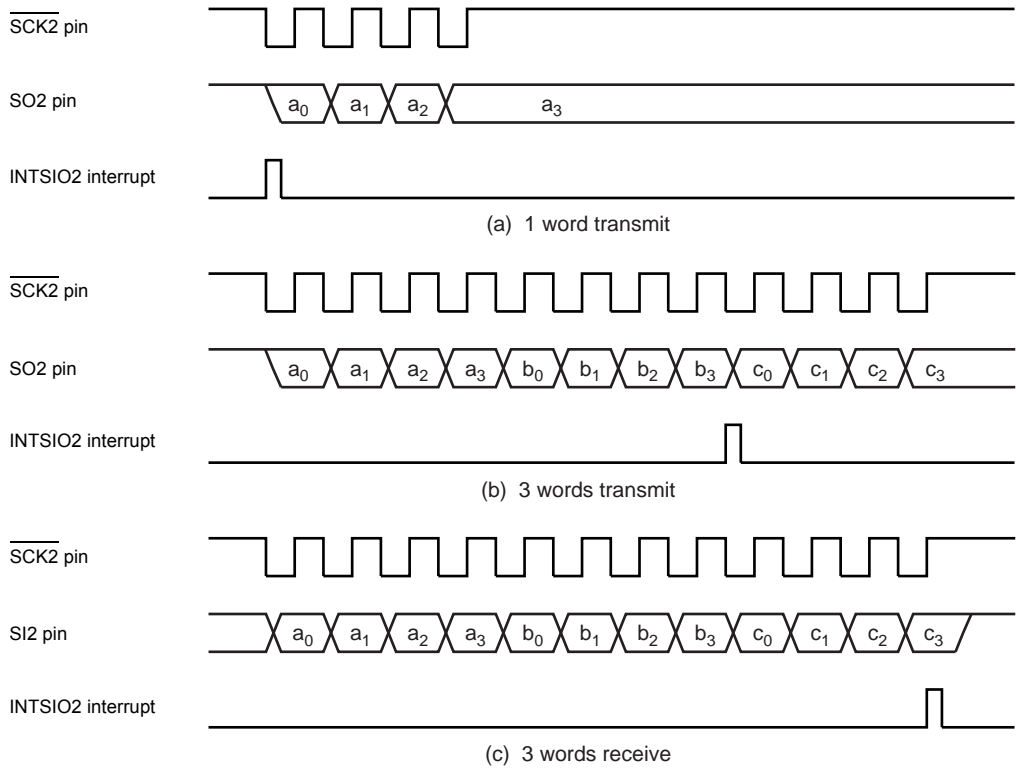 SCK2 pin
SO2 pin a0 a1 a2 a3
INTSIO2 interrupt
(a) 1 word transmit
SCK2 pin
SO2 pin a0 a1 a2 a3 b0 b1 b2 b3 c0 c1 c2 c3
INTSIO2 interrupt
(b) 3 words transmit
SCK2 pin
SI2 pin a0 a1 a2 a3 b0 b1 b2 b3 c0 c1 c2 c3
INTSIO2 interrupt
(c) 3 words receive